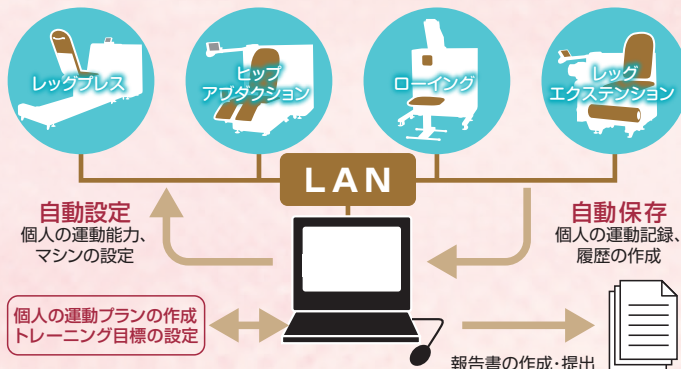 レッグプレス
ヒップ
アブダクション
ローイング
レッグ
エクステンション
LAN
自動設定
個人の運動能力、
マシンの設定
自動保存
個人の運動記録、
履歴の作成
個人の運動プランの作成
トレーニング目標の設定
報告書の作成・提出